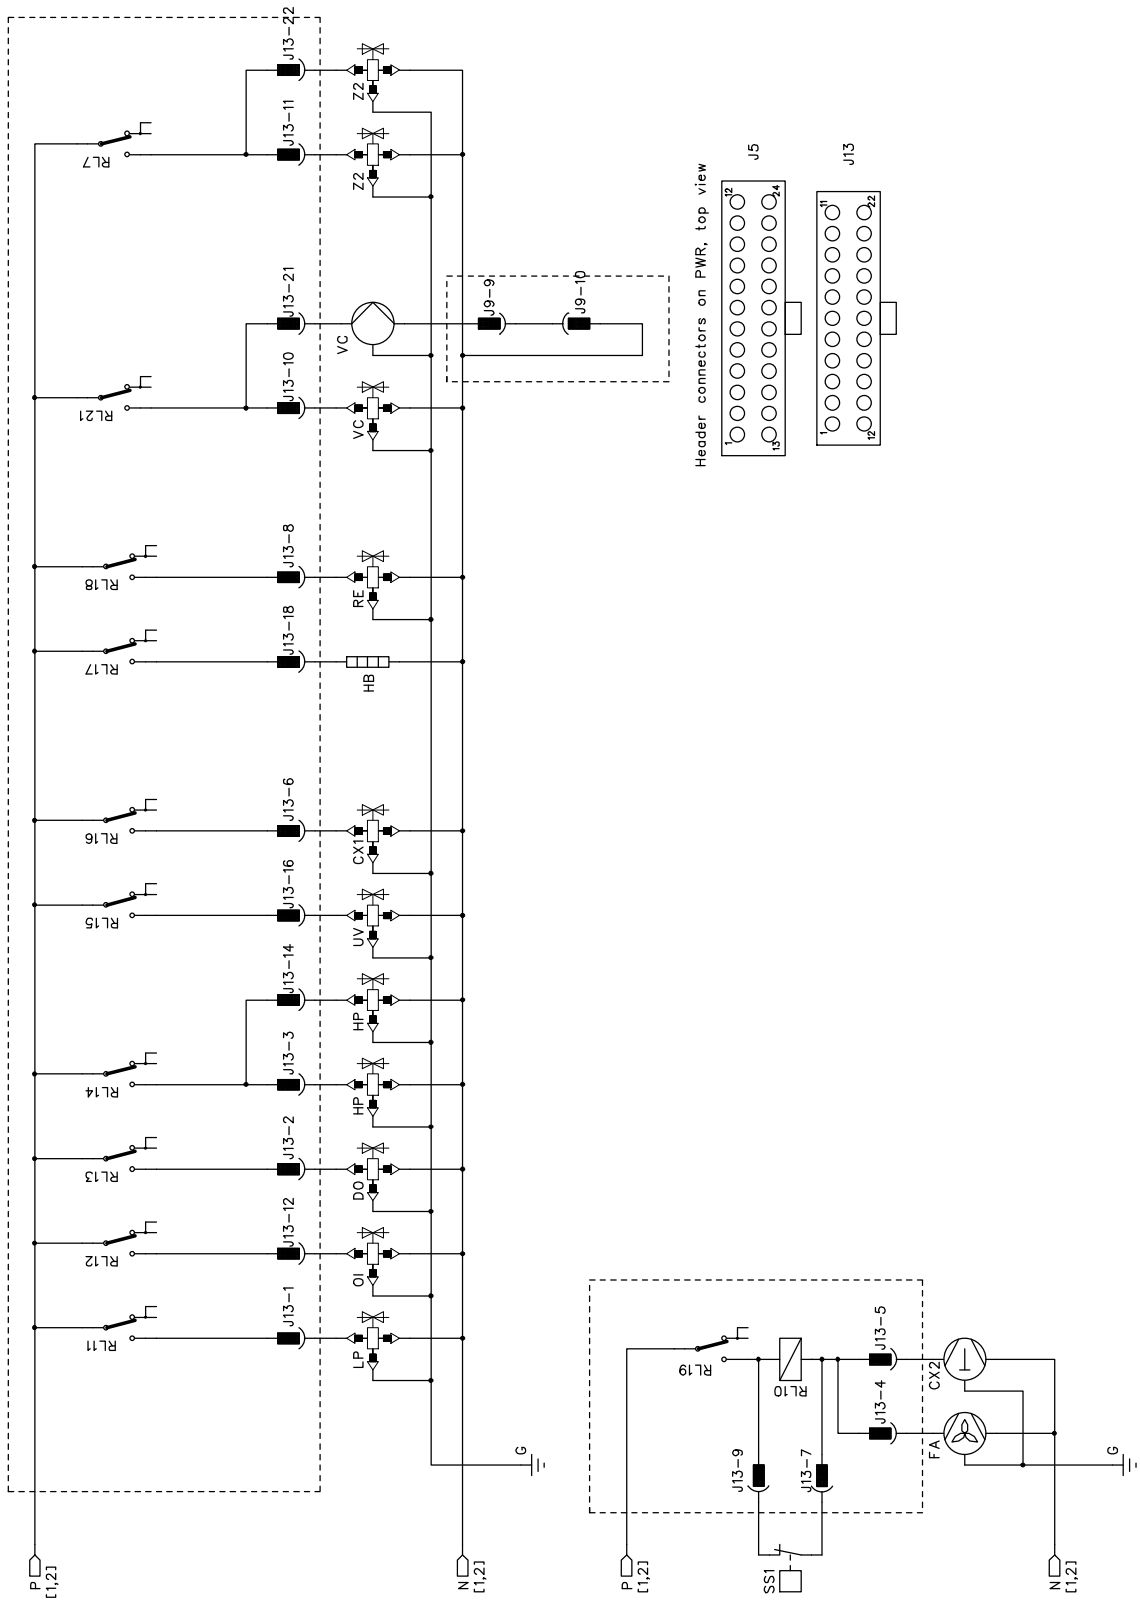 J13-22
Z2
J13-11
Z2
RL7
J13-21
VC
J9-9
J9-10
J13-10
VC
RL21
J13-8
RE
RL18
J13-18
HB
RL17
J13-6
CX1
RL16
J13-16
UV
RL15
J13-14
HP
J13-3
HP
RL14
J13-2
DO
RL13
J13-12
OI
RL12
J13-1
LP
RL11
G
P
[1,2]
N
[1,2]
Header connectors on PWR, top view
J5
12
24
1
13
J13
11
22
1
12
RL19
RL10
J13-5
CX2
J13-4
FA
J13-9
J13-7
SS1
G
P
[1,2]
N
[1,2]